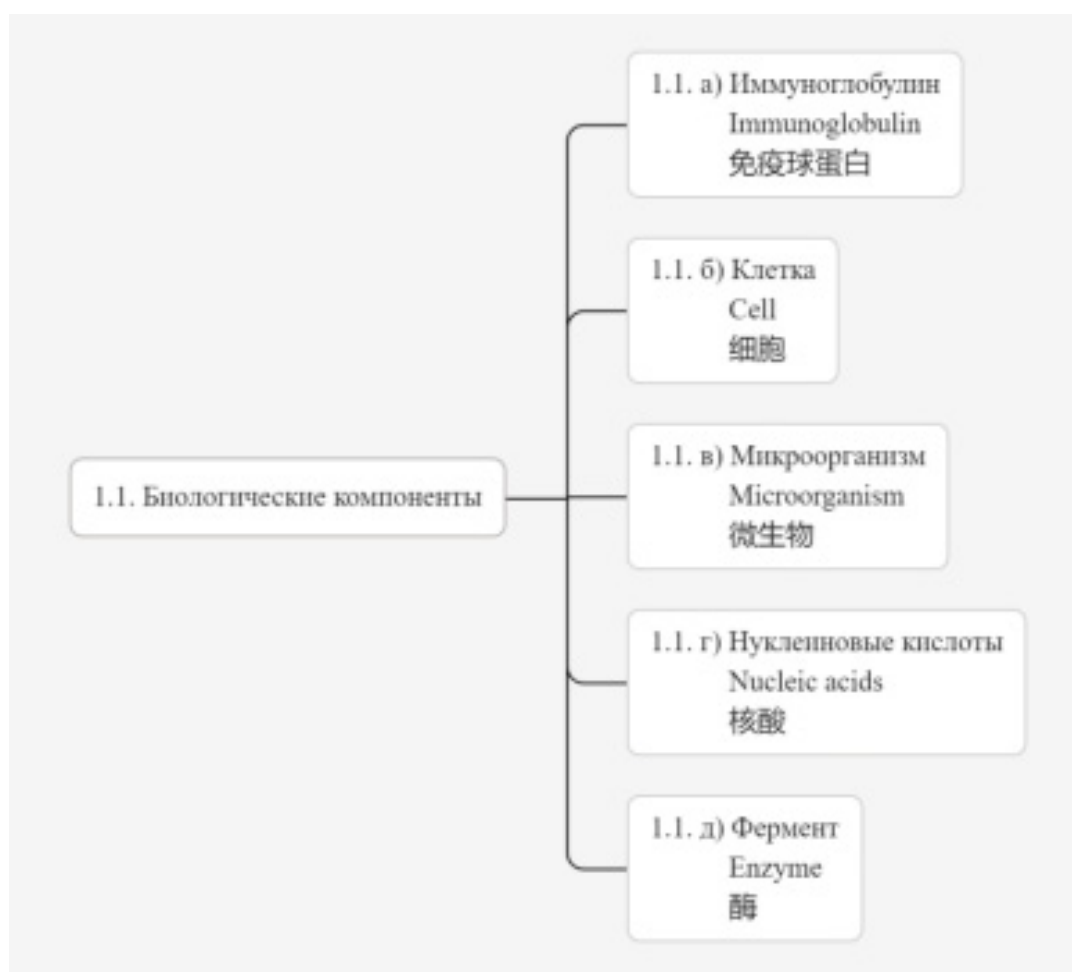 1.1. Биологические компоненты
1.1. а) Иммуноглобулин
Immunoglobulin
免疫球蛋白
1.1. б) Клетка
Cell
细胞
1.1. в) Микроорганизм
Microorganism
微生物
1.1. г) Нуклеиновые кислоты
Nucleic acids
核酸
1.1. д) Фермент
Enzyme
酶